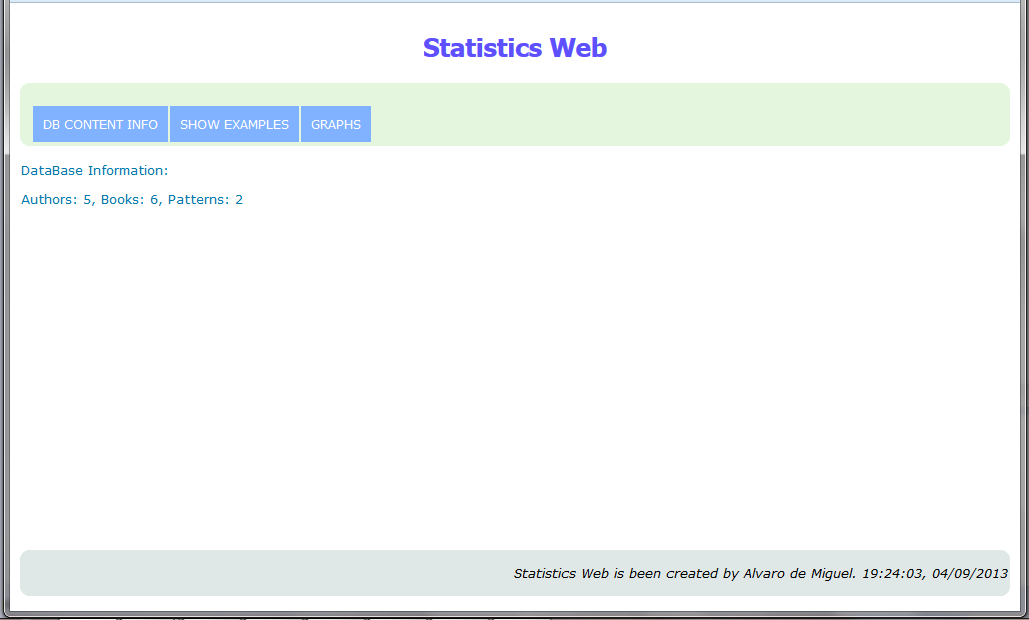 Statistics Web
DB CONTENT INFO SHOW EXAMPLES GRAPHS
DataBase Information:
Authors: 5, Books: 6, Patterns: 2
Statistics Web is been created by Alvaro de Miguel. 19:24:03, 04/09/2013